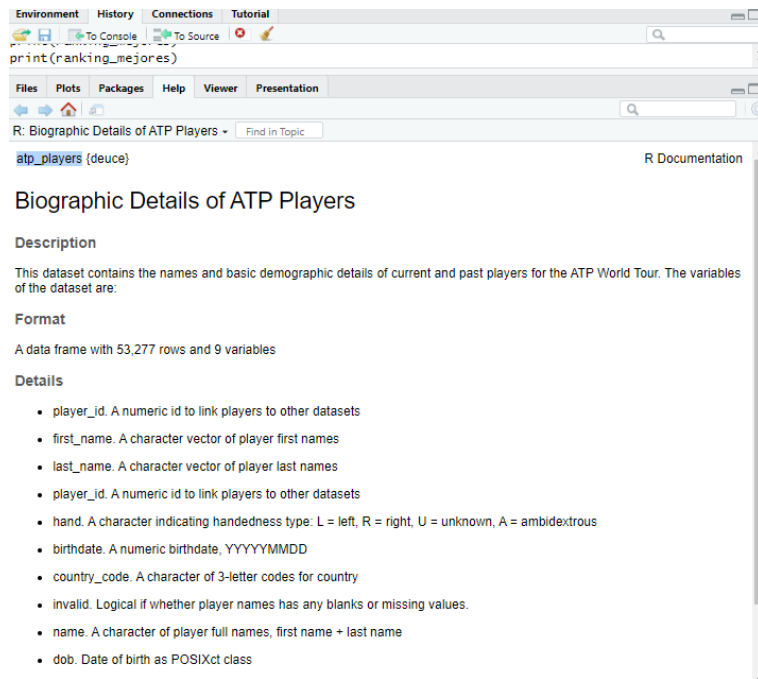 Environment History Connections Tutorial
To Console To Source
print(ranking_mejores)
print(ranking_mejores)
Files Plots Packages Help Viewer Presentation
R: Biographic Details of ATP Players Find in Topic
atp_players {deuce} R Documentation
Biographic Details of ATP Players
Description
This dataset contains the names and basic demographic details of current and past players for the ATP World Tour. The variables
of the dataset are:
Format
A data frame with 53,277 rows and 9 variables
Details
• player_id. A numeric id to link players to other datasets
• first_name. A character vector of player first names
• last_name. A character vector of player last names
• player_id. A numeric id to link players to other datasets
• hand. A character indicating handedness type: L = left, R = right, U = unknown, A = ambidextrous
• birthdate. A numeric birthdate, YYYYYMMDD
• country_code. A character of 3-letter codes for country
• invalid. Logical if whether player names has any blanks or missing values.
• name. A character of player full names, first name + last name
• dob. Date of birth as POSIXct class